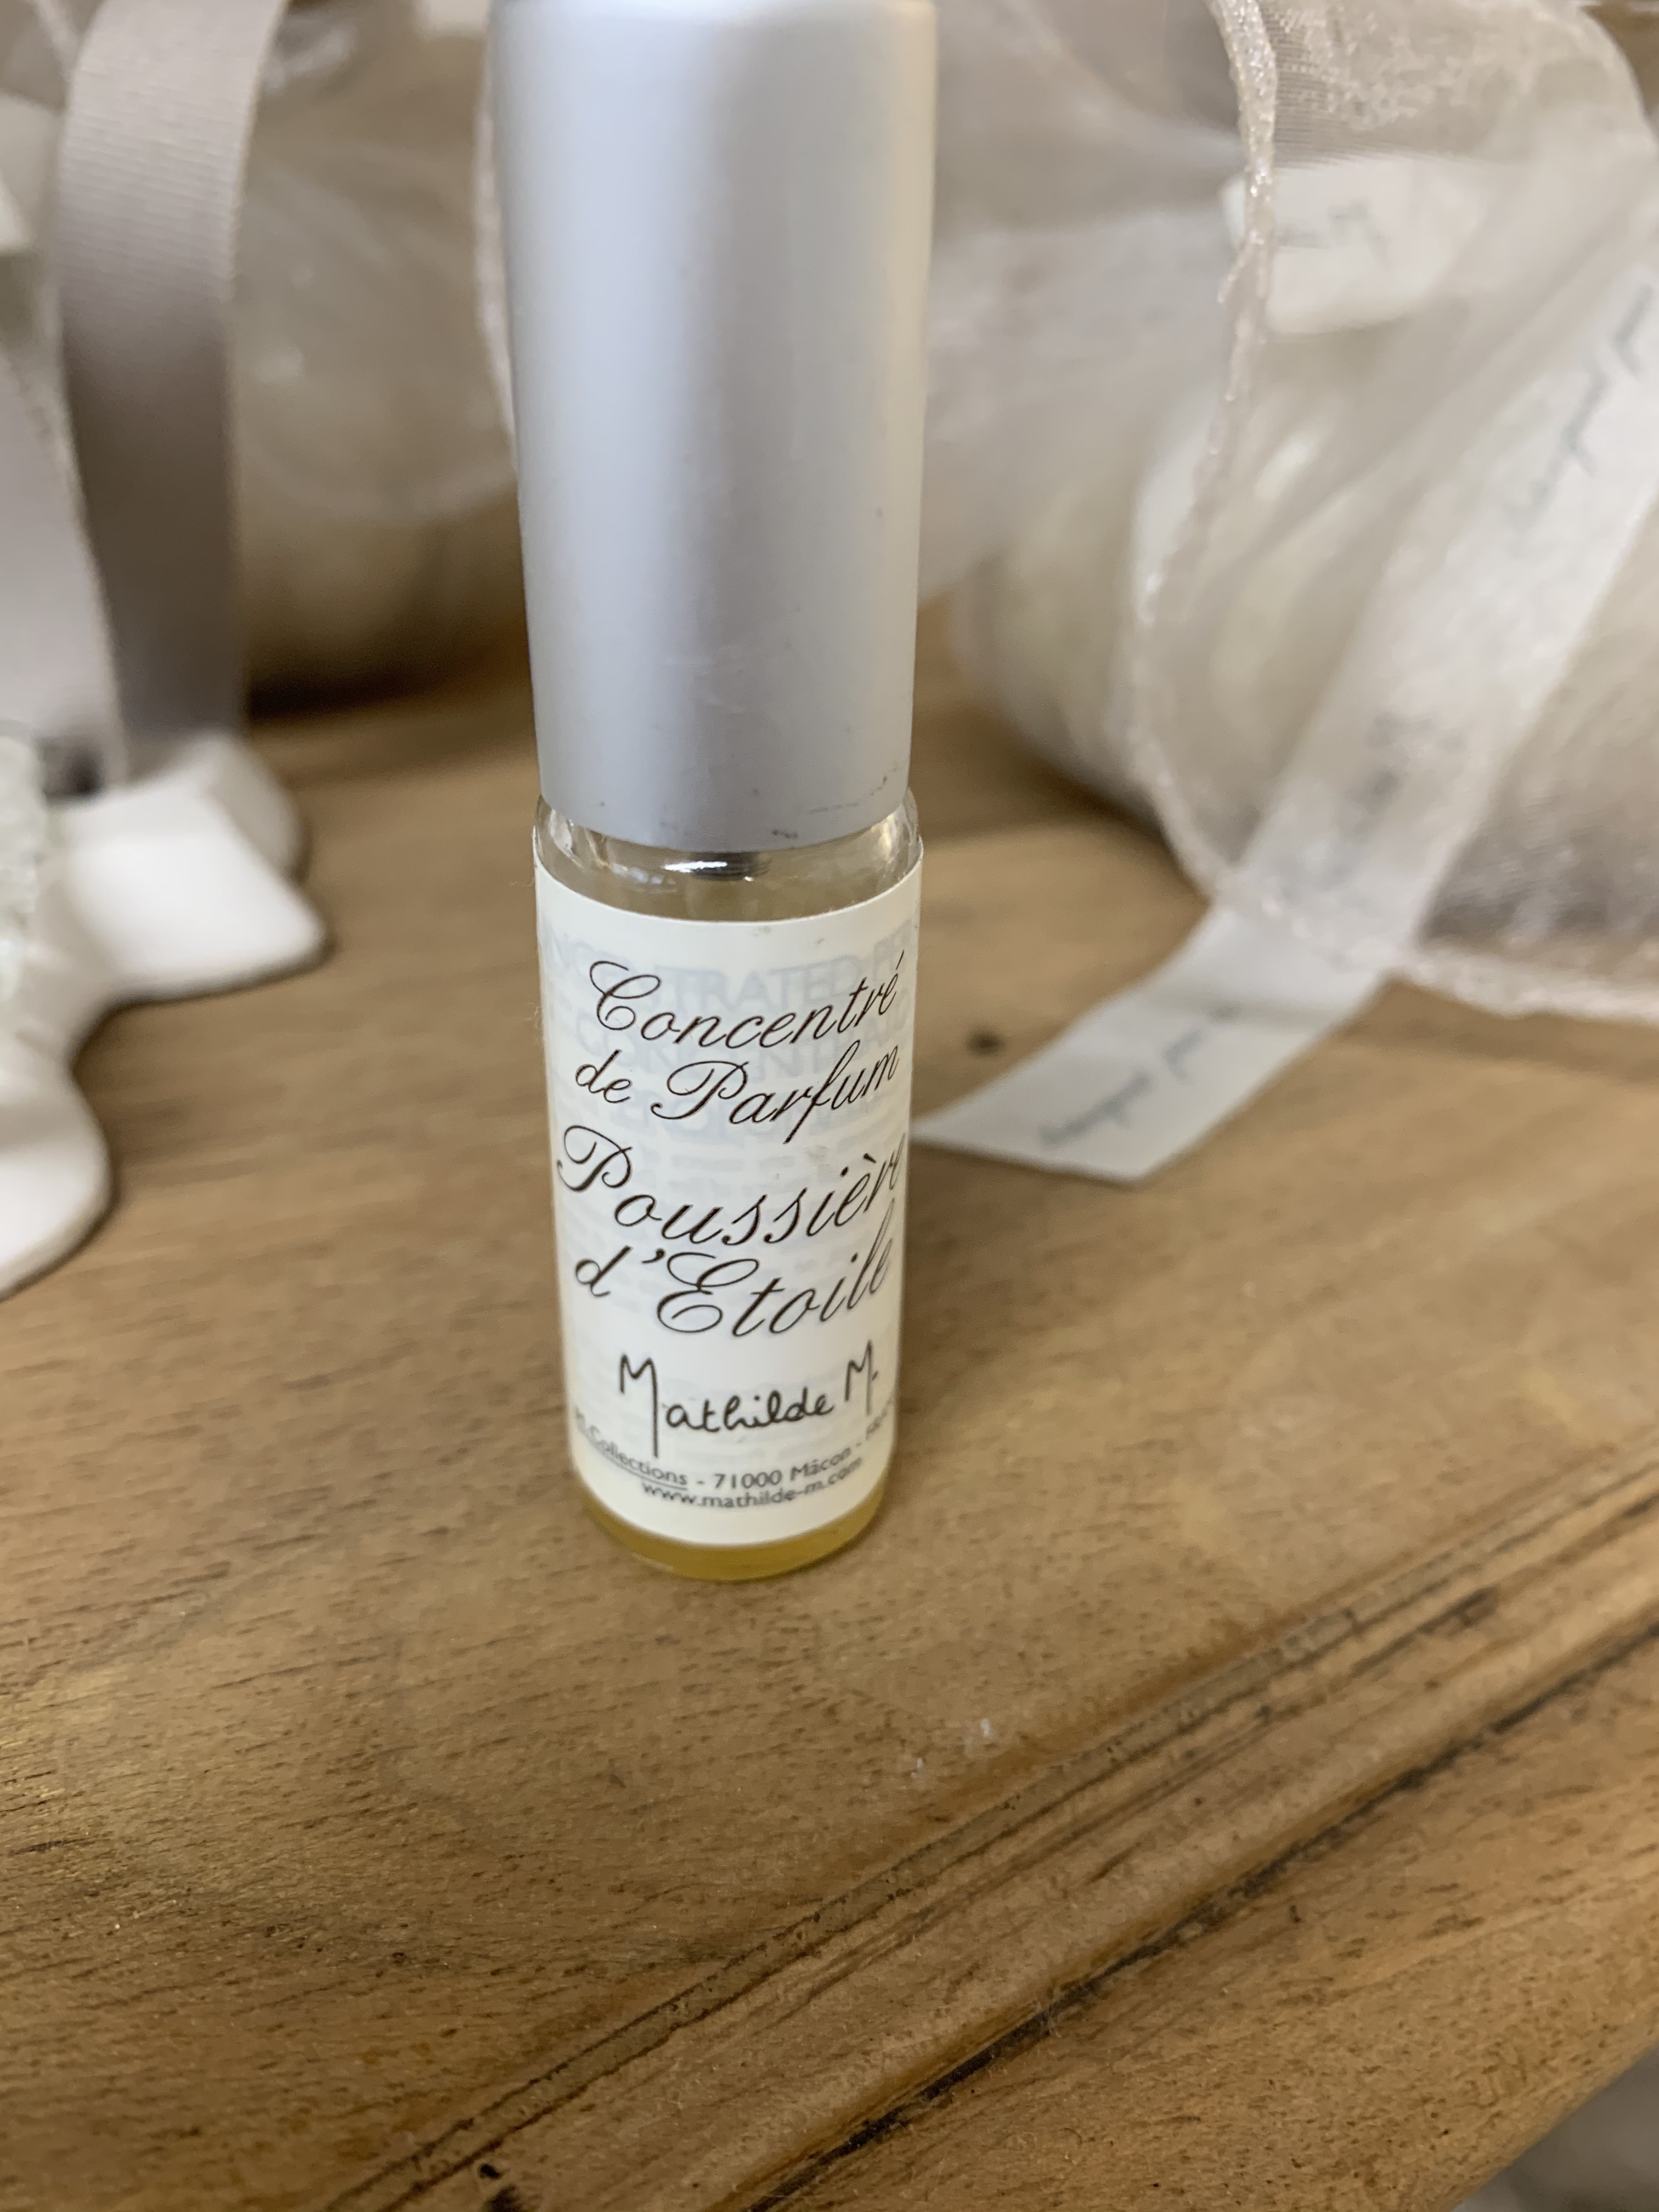 Concentré
de Parfum
Poussière
d'Etoile
Mathilde M.
Collections - 71000 Mâcon -
www.mathilde-m.com